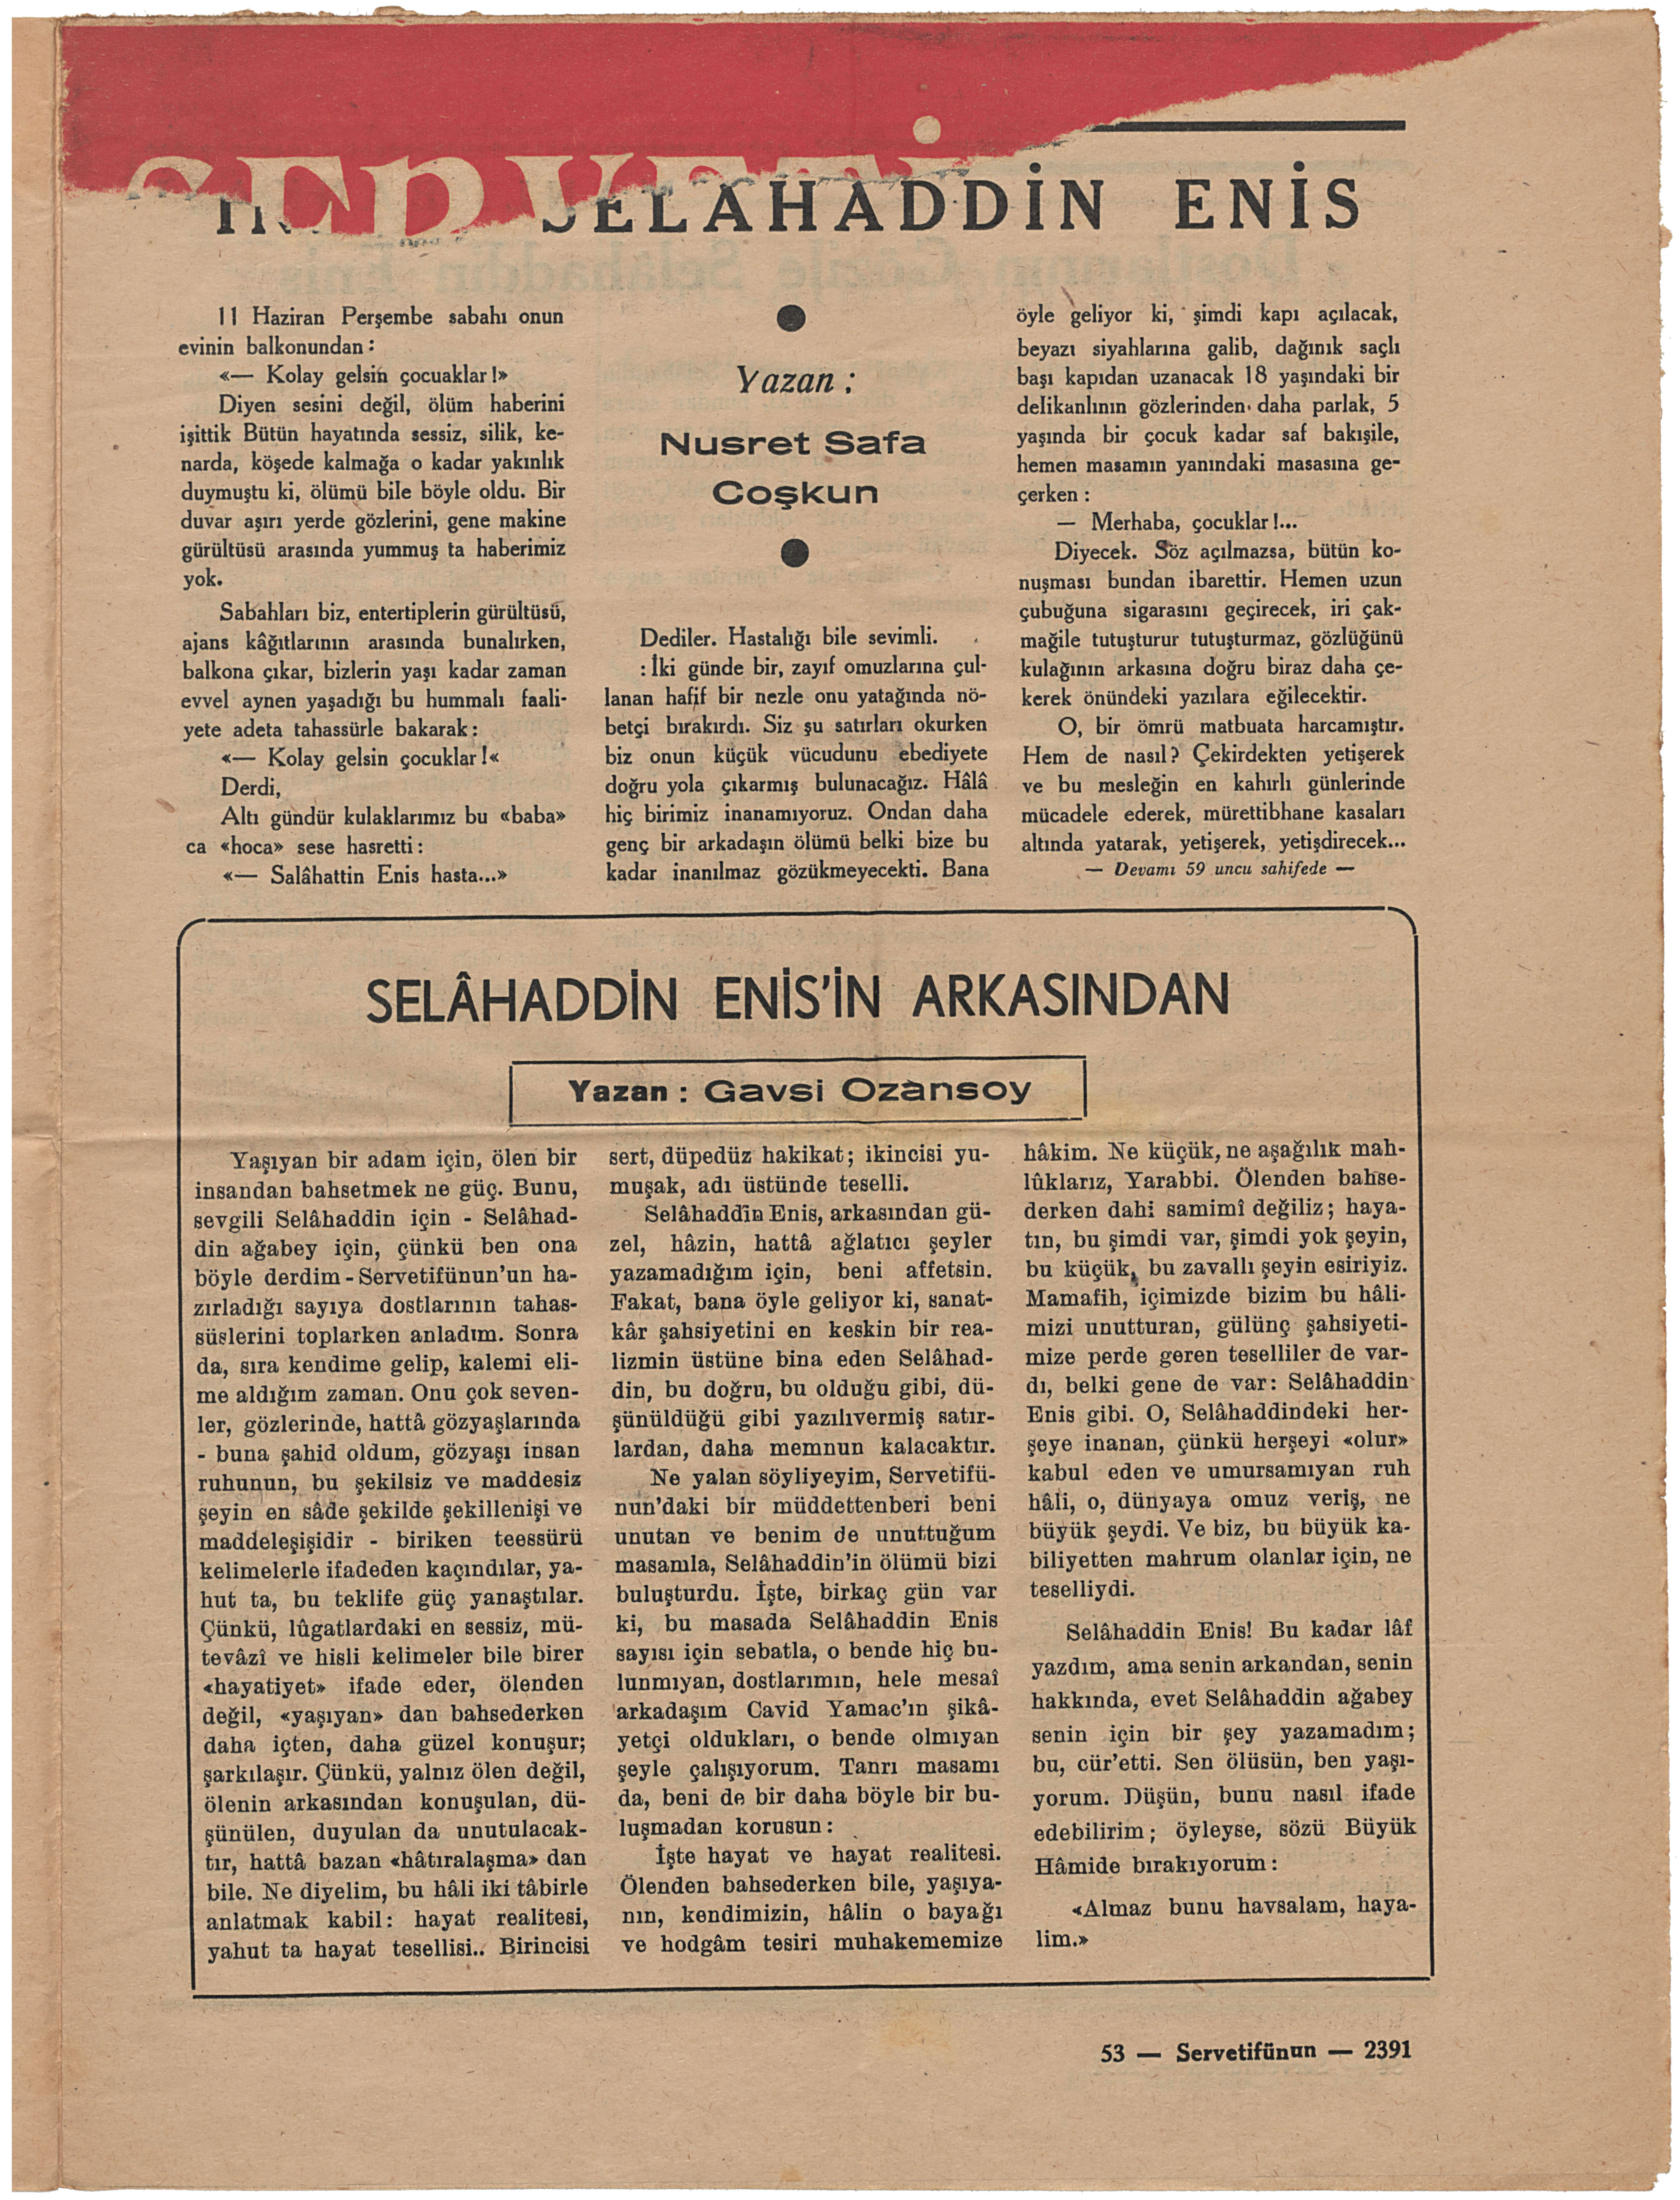 SELAHADDİN ENİS
11 Haziran Perşembe sabahı onun
evinin balkonundan:
«— Kolay gelsin çocuaklar!»
Diyen sesini değil, ölüm haberini
işittik Bütün hayatında sessiz, silik, ke-
narda, köşede kalmağa o kadar yakınlık
duymuştu ki, ölümü bile böyle oldu. Bir
duvar aşırı yerde gözlerini, gene makine
gürültüsü arasında yummuş ta haberimiz
yok.
Sabahları biz, entertiplerin gürültüsü,
ajans kâğıtlarının arasında bunalırken,
balkona çıkar, bizlerin yaşı kadar zaman
evvel aynen yaşadığı bu hummalı faali-
yete adeta tahassürle bakarak:
«— Kolay gelsin çocuklar!«
Derdi,
Altı gündür kulaklarımız bu «baba»
ca «hoca» sese hasretti:
«— Salâhattin Enis hasta...»
Yazan:
Nusret Safa
Coşkun
Dediler. Hastalığı bile sevimli.
: İki günde bir, zayıf omuzlarına çul-
lanan hafif bir nezle onu yatağında nö-
betçi bırakırdı. Siz şu satırları okurken
biz onun küçük vücudunu ebediyete
doğru yola çıkarmış bulunacağız. Hâlâ
hiç birimiz inanamıyoruz. Ondan daha
genç bir arkadaşın ölümü belki bize bu
kadar inanılmaz gözükmeyecekti. Bana
öyle geliyor ki, şimdi kapı açılacak,
beyazı siyahlarına galib, dağınık saçlı
başı kapıdan uzanacak 18 yaşındaki bir
delikanlının gözlerinden daha parlak, 5
yaşında bir çocuk kadar saf bakışile,
hemen masamın yanındaki masasına ge-
çerken:
— Merhaba, çocuklar!...
Diyecek. Söz açılmazsa, bütün ko-
nuşması bundan ibarettir. Hemen uzun
çubuğuna sigarasını geçirecek, iri çak-
mağile tutuşturur tutuşturmaz, gözlüğünü
kulağının arkasına doğru biraz daha çe-
kerek önündeki yazılara eğilecektir.
O, bir ömrü matbuata harcamıştır.
Hem de nasıl? Çekirdekten yetişerek
ve bu mesleğin en kahırlı günlerinde
mücadele ederek, mürettibhane kasaları
altında yatarak, yetişerek, yetişdirecek...
— Devamı 59 uncu sahifede —
SELÂHADDİN ENİS'İN ARKASINDAN
Yazan: Gavsi Ozansoy
Yaşıyan bir adam için, ölen bir
insandan bahsetmek ne güç. Bunu,
sevgili Selâhaddin için - Selâhad-
din ağabey için, çünkü ben ona
böyle derdim - Servetifünun'un ha-
zırladığı sayıya dostlarının tahas-
süslerini toplarken anladım. Sonra
da, sıra kendime gelip, kalemi eli-
me aldığım zaman. Onu çok seven-
ler, gözlerinde, hattâ gözyaşlarında
- buna şahid oldum, gözyaşı insan
ruhunun, bu şekilsiz ve maddesiz
şeyin en sâde şekilde şekillenişi ve
maddeleşişidir - biriken teessürü
kelimelerle ifadeden kaçındılar, ya-
hut ta, bu teklife güç yanaştılar.
Çünkü, lûgatlardaki en sessiz, mü-
tevâzî ve hisli kelimeler bile birer
«hayatiyet» ifade eder, ölenden
değil, «yaşıyan» dan bahsederken
daha içten, daha güzel konuşur;
şarkılaşır. Çünkü, yalnız ölen değil,
ölenin arkasından konuşulan, dü-
şünülen, duyulan da unutulacak-
tır, hattâ bazan «hâtıralaşma» dan
bile. Ne diyelim, bu hâli iki tâbirle
anlatmak kabil: hayat realitesi,
yahut ta hayat tesellisi.. Birincisi
sert, düpedüz hakikat; ikincisi yu-
muşak, adı üstünde teselli.
Selâhaddin Enis, arkasından gü-
zel, hâzin, hattâ ağlatıcı şeyler
yazamadığım için, beni affetsin.
Fakat, bana öyle geliyor ki, sanat-
kâr şahsiyetini en keskin bir rea-
lizmin üstüne bina eden Selâhad-
din, bu doğru, bu olduğu gibi, dü-
şünüldüğü gibi yazılıvermiş satır-
lardan, daha memnun kalacaktır.
Ne yalan söyliyeyim, Servetifü-
nun'daki bir müddettenberi beni
unutan ve benim de unuttuğum
masamla, Selâhaddin'in ölümü bizi
buluşturdu. İşte, birkaç gün var
ki, bu masada Selâhaddin Enis
sayısı için sebatla, o bende hiç bu-
lunmıyan, dostlarımın, hele mesaî
arkadaşım Cavid Yamac'ın şikâ-
yetçi oldukları, o bende olmıyan
şeyle çalışıyorum. Tanrı masamı
da, beni de bir daha böyle bir bu-
luşmadan korusun:
İşte hayat ve hayat realitesi.
Ölenden bahsederken bile, yaşıya-
nın, kendimizin, hâlin o bayağı
ve hodgâm tesiri muhakememize
hâkim. Ne küçük, ne aşağılık mah-
lûklarız, Yarabbi. Ölenden bahse-
derken dahi samimî değiliz; haya-
tın, bu şimdi var, şimdi yok şeyin,
bu küçük, bu zavallı şeyin esiriyiz.
Mamafih, içimizde bizim bu hâli-
mizi unutturan, gülünç şahsiyeti-
mize perde geren teselliler de var-
dı, belki gene de var: Selâhaddin
Enis gibi. O, Selâhaddindeki her-
şeye inanan, çünkü herşeyi «olur»
kabul eden ve umursamıyan ruh
hâli, o, dünyaya omuz veriş, ne
büyük şeydi. Ve biz, bu büyük ka-
biliyetten mahrum olanlar için, ne
teselliydi.
Selâhaddin Enis! Bu kadar lâf
yazdım, ama senin arkandan, senin
hakkında, evet Selâhaddin ağabey
senin için bir şey yazamadım;
bu, cür'etti. Sen ölüsün, ben yaşı-
yorum. Düşün, bunu nasıl ifade
edebilirim; öyleyse, sözü Büyük
Hâmide bırakıyorum:
«Almaz bunu havsalam, haya-
lim.»
53 — Servetifünun — 2391